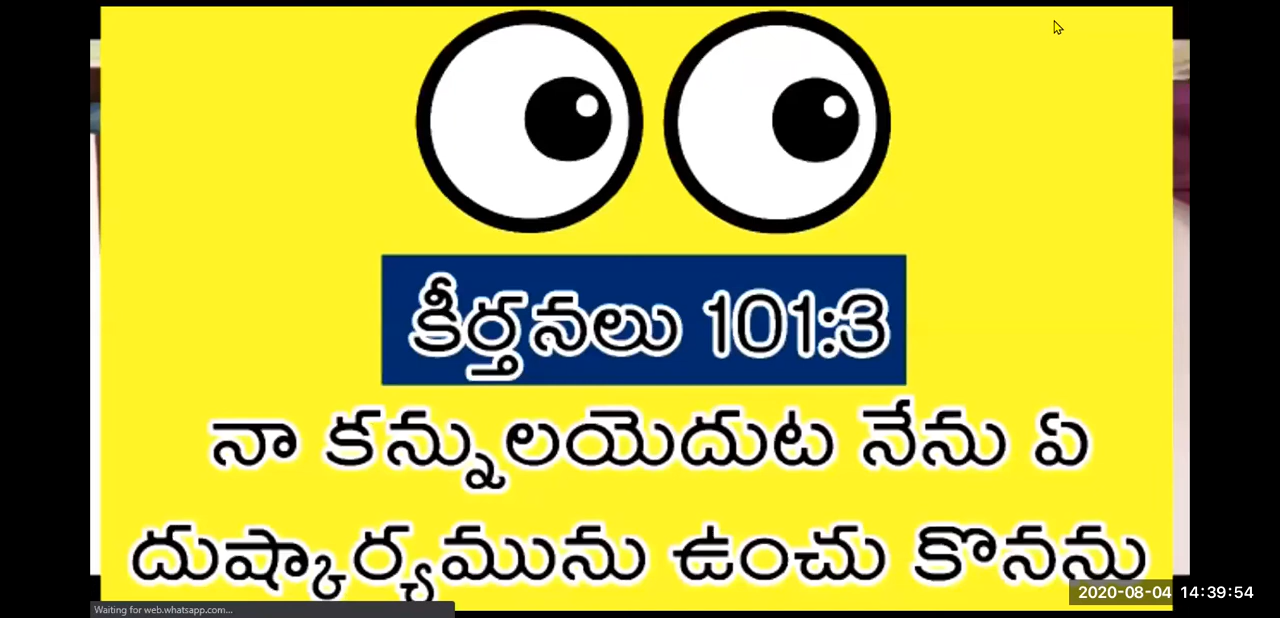 కీర్తనలు 101:3
నా కన్నులయెదుట నేను ఏ
దుష్కార్యమును ఉంచు కొనను
2020-08-04 14:39:54
Waiting for web.whatsapp.com...